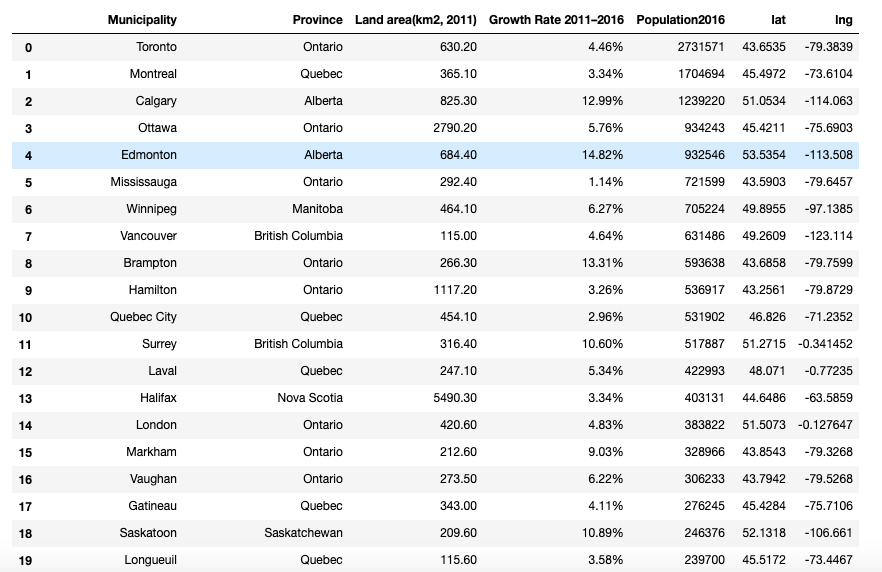 Municipality Province Land area(km2, 2011) Growth Rate 2011–2016 Population2016 lat lng
0 Toronto Ontario 630.20 4.46% 2731571 43.6535 -79.3839
1 Montreal Quebec 365.10 3.34% 1704694 45.4972 -73.6104
2 Calgary Alberta 825.30 12.99% 1239220 51.0534 -114.063
3 Ottawa Ontario 2790.20 5.76% 934243 45.4211 -75.6903
4 Edmonton Alberta 684.40 14.82% 932546 53.5354 -113.508
5 Mississauga Ontario 292.40 1.14% 721599 43.5903 -79.6457
6 Winnipeg Manitoba 464.10 6.27% 705224 49.8955 -97.1385
7 Vancouver British Columbia 115.00 4.64% 631486 49.2609 -123.114
8 Brampton Ontario 266.30 13.31% 593638 43.6858 -79.7599
9 Hamilton Ontario 1117.20 3.26% 536917 43.2561 -79.8729
10 Quebec City Quebec 454.10 2.96% 531902 46.826 -71.2352
11 Surrey British Columbia 316.40 10.60% 517887 51.2715 -0.341452
12 Laval Quebec 247.10 5.34% 422993 48.071 -0.77235
13 Halifax Nova Scotia 5490.30 3.34% 403131 44.6486 -63.5859
14 London Ontario 420.60 4.83% 383822 51.5073 -0.127647
15 Markham Ontario 212.60 9.03% 328966 43.8543 -79.3268
16 Vaughan Ontario 273.50 6.22% 306233 43.7942 -79.5268
17 Gatineau Quebec 343.00 4.11% 276245 45.4284 -75.7106
18 Saskatoon Saskatchewan 209.60 10.89% 246376 52.1318 -106.661
19 Longueuil Quebec 115.60 3.58% 239700 45.5172 -73.4467